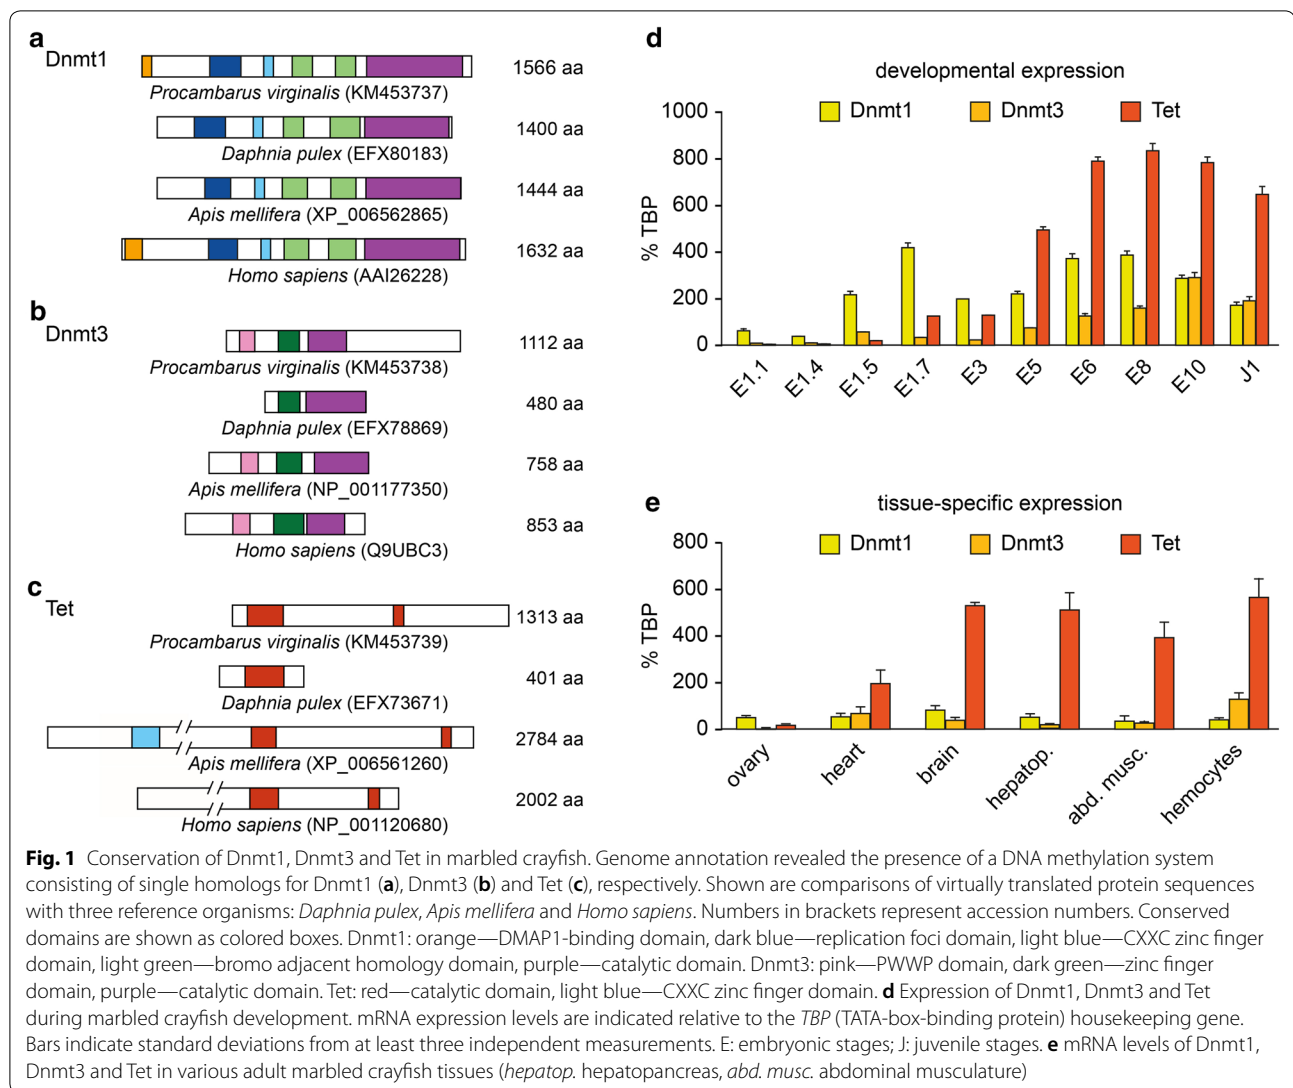 a
Dnmt1
1566 aa
Procambarus virginalis (KM453737)
1400 aa
Daphnia pulex (EFX80183)
1444 aa
Apis mellifera (XP_006562865)
1632 aa
Homo sapiens (AAI26228)
b
Dnmt3
1112 aa
Procambarus virginalis (KM453738)
480 aa
Daphnia pulex (EFX78869)
758 aa
Apis mellifera (NP_001177350)
853 aa
Homo sapiens (Q9UBC3)
c
Tet
1313 aa
Procambarus virginalis (KM453739)
401 aa
Daphnia pulex (EFX73671)
2784 aa
Apis mellifera (XP_006561260)
2002 aa
Homo sapiens (NP_001120680)
d
developmental expression
Dnmt1 Dnmt3 Tet
% TBP
1000
800
600
400
200
0
E1.1 E1.4 E1.5 E1.7 E3 E5 E6 E8 E10 J1
e
tissue-specific expression
Dnmt1 Dnmt3 Tet
% TBP
800
600
400
200
0
ovary heart brain hepatop. abd. musc. hemocytes
Fig. 1 Conservation of Dnmt1, Dnmt3 and Tet in marbled crayfish. Genome annotation revealed the presence of a DNA methylation system
consisting of single homologs for Dnmt1 (a), Dnmt3 (b) and Tet (c), respectively. Shown are comparisons of virtually translated protein sequences
with three reference organisms: Daphnia pulex, Apis mellifera and Homo sapiens. Numbers in brackets represent accession numbers. Conserved
domains are shown as colored boxes. Dnmt1: orange—DMAP1-binding domain, dark blue—replication foci domain, light blue—CXXC zinc finger
domain, light green—bromo adjacent homology domain, purple—catalytic domain. Dnmt3: pink—PWWP domain, dark green—zinc finger
domain, purple—catalytic domain. Tet: red—catalytic domain, light blue—CXXC zinc finger domain. d Expression of Dnmt1, Dnmt3 and Tet
during marbled crayfish development. mRNA expression levels are indicated relative to the TBP (TATA-box-binding protein) housekeeping gene.
Bars indicate standard deviations from at least three independent measurements. E: embryonic stages; J: juvenile stages. e mRNA levels of Dnmt1,
Dnmt3 and Tet in various adult marbled crayfish tissues (hepatop. hepatopancreas, abd. musc. abdominal musculature)